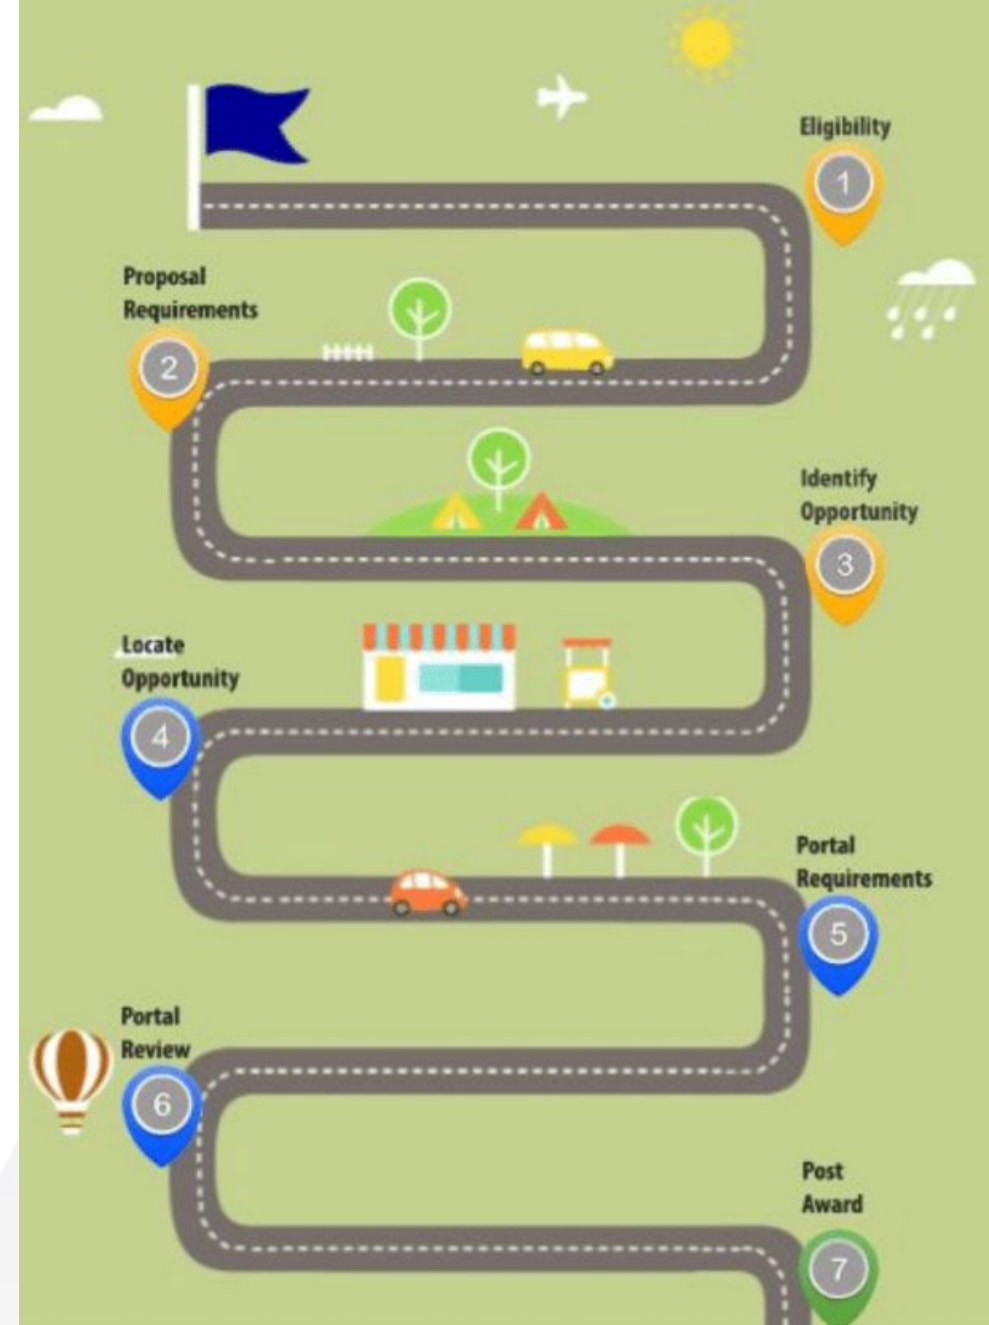 Eligibility
1
Proposal
Requirements
2
Identify
Opportunity
3
Locate
Opportunity
4
Portal
Requirements
5
Portal
Review
6
Post
Award
7